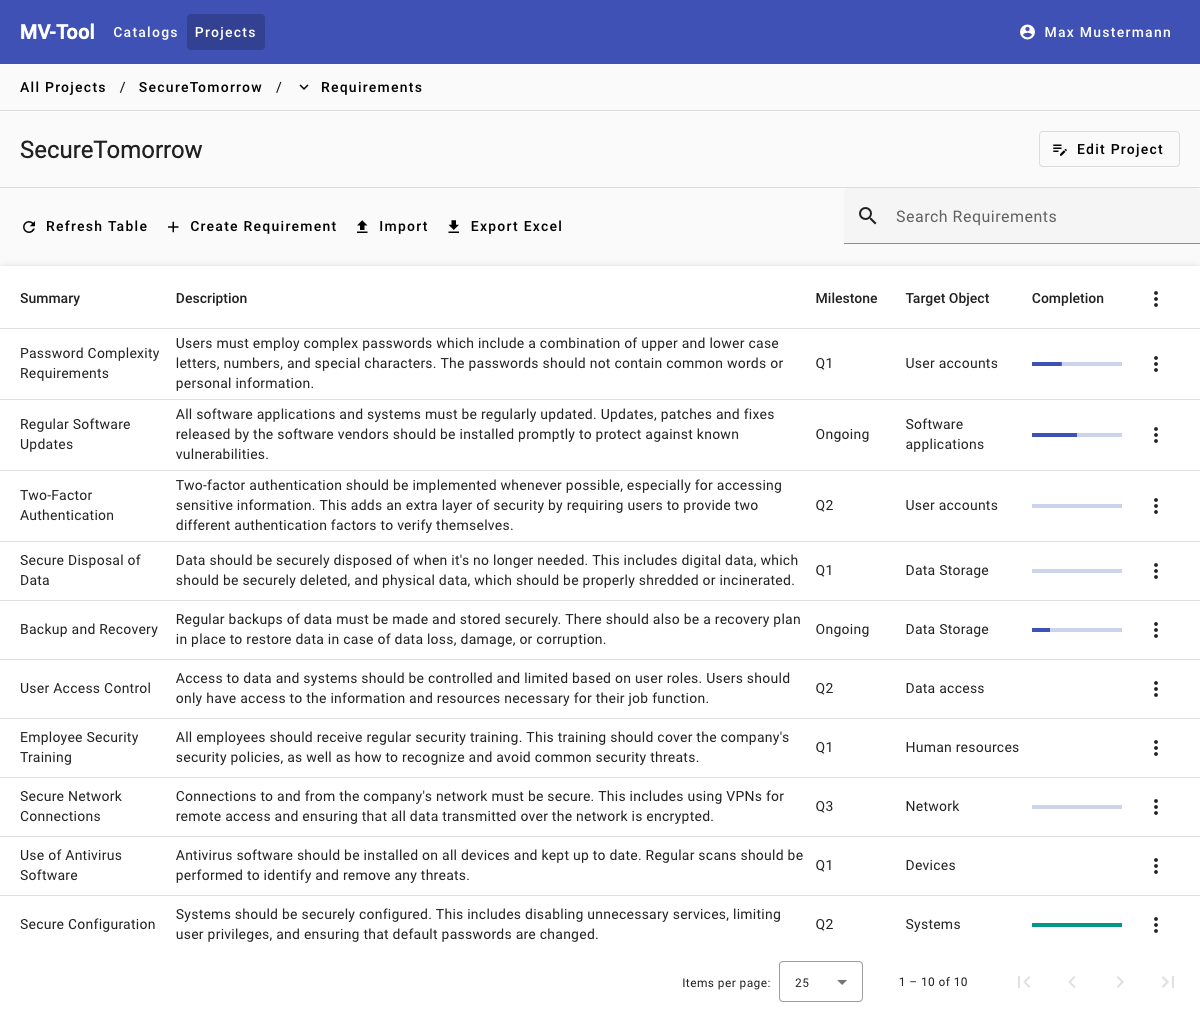 MV-Tool Catalogs Projects Max Mustermann
All Projects / SecureTomorrow / Requirements
SecureTomorrow Edit Project
Refresh Table Create Requirement Import Export Excel Search Requirements
Summary Description Milestone Target Object Completion
Password Complexity
Requirements
Users must employ complex passwords which include a combination of upper and lower case
letters, numbers, and special characters. The passwords should not contain common words or
personal information.
Q1
User accounts
Regular Software
Updates
All software applications and systems must be regularly updated. Updates, patches and fixes
released by the software vendors should be installed promptly to protect against known
vulnerabilities.
Ongoing
Software
applications
Two-Factor
Authentication
Two-factor authentication should be implemented whenever possible, especially for accessing
sensitive information. This adds an extra layer of security by requiring users to provide two
different authentication factors to verify themselves.
Q2
User accounts
Secure Disposal of
Data
Data should be securely disposed of when it's no longer needed. This includes digital data, which
should be securely deleted, and physical data, which should be properly shredded or incinerated.
Q1
Data Storage
Backup and Recovery
Regular backups of data must be made and stored securely. There should also be a recovery plan
in place to restore data in case of data loss, damage, or corruption.
Ongoing
Data Storage
User Access Control
Access to data and systems should be controlled and limited based on user roles. Users should
only have access to the information and resources necessary for their job function.
Q2
Data access
Employee Security
Training
All employees should receive regular security training. This training should cover the company's
security policies, as well as how to recognize and avoid common security threats.
Q1
Human resources
Secure Network
Connections
Connections to and from the company's network must be secure. This includes using VPNs for
remote access and ensuring that all data transmitted over the network is encrypted.
Q3
Network
Use of Antivirus
Software
Antivirus software should be installed on all devices and kept up to date. Regular scans should be
performed to identify and remove any threats.
Q1
Devices
Secure Configuration
Systems should be securely configured. This includes disabling unnecessary services, limiting
user privileges, and ensuring that default passwords are changed.
Q2
Systems
Items per page: 25 1 – 10 of 10